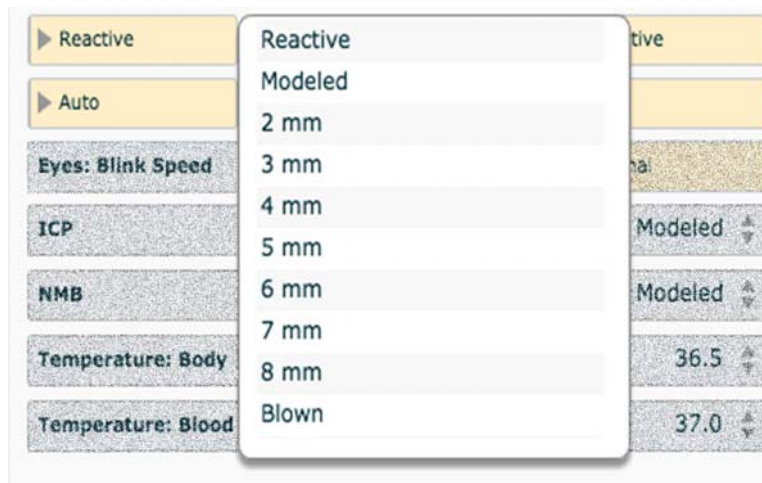 Reactive
Auto
Eyes: Blink Speed
ICP
NMB
Temperature: Body
Temperature: Blood
Reactive
Modeled
2 mm
3 mm
4 mm
5 mm
6 mm
7 mm
8 mm
Blown
tive
Modeled
Modeled
36.5
37.0